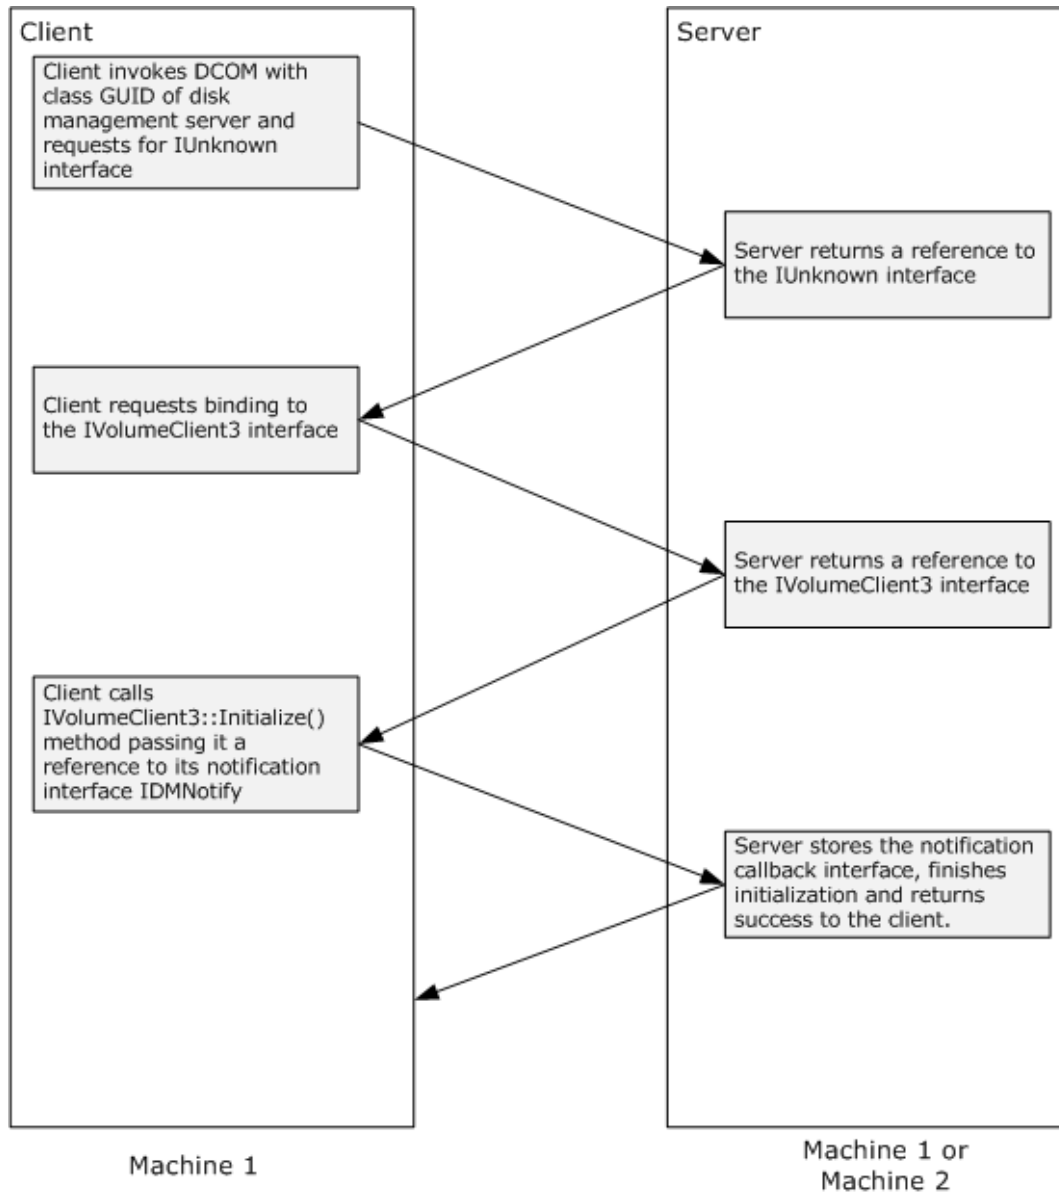 Client
Client invokes DCOM with
class GUID of disk
management server and
requests for IUnknown
interface
Server
Server returns a reference to
the IUnknown interface
Client requests binding to
the IVolumeClient3 interface
Server returns a reference to
the IVolumeClient3 interface
Client calls
IVolumeClient3::Initialize()
method passing it a
reference to its notification
interface IDMNotify
Server stores the notification
callback interface, finishes
initialization and returns
success to the client.
Machine 1
Machine 1 or
Machine 2